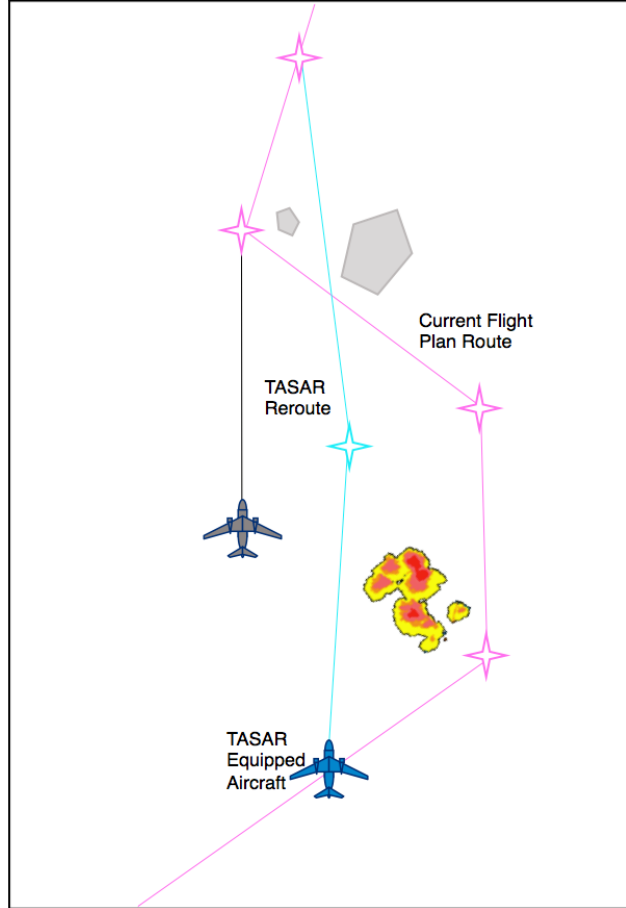 Current Flight
Plan Route
TASAR
Reroute
TASAR
Equipped
Aircraft